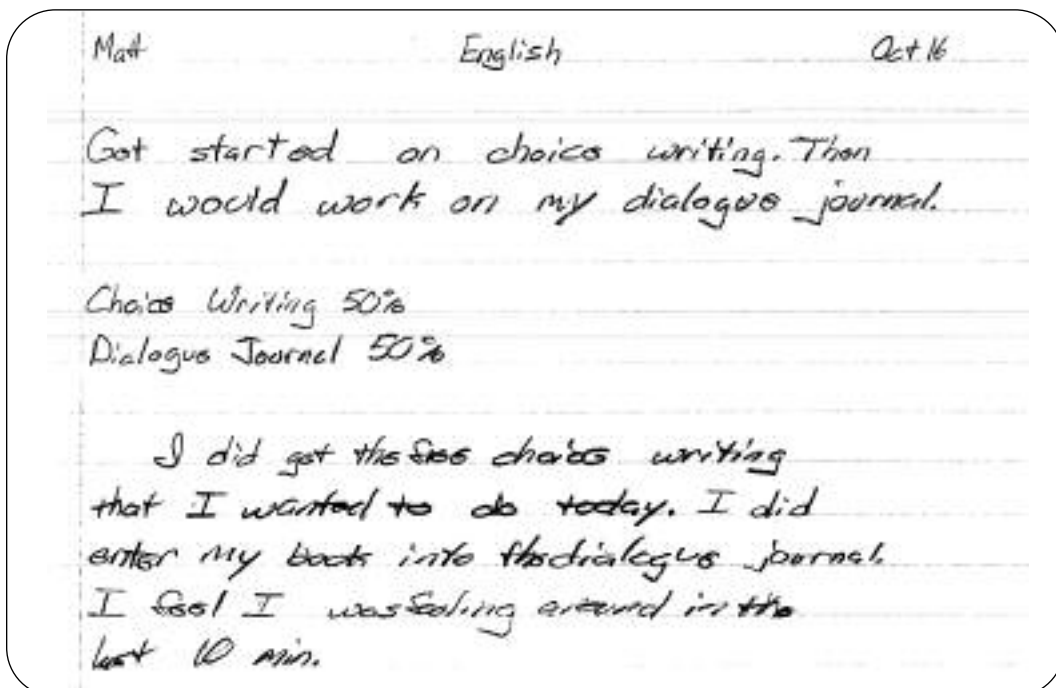 Matt English Oct 16
Get started on choice writing. Then
I would work on my dialogue journal.
Choice Writing 50%
Dialogue Journal 50%
I did get the free choice writing
that I wanted to do today. I did
enter my book into the dialogue journal.
I feel I was fooling around in the
last 10 min.